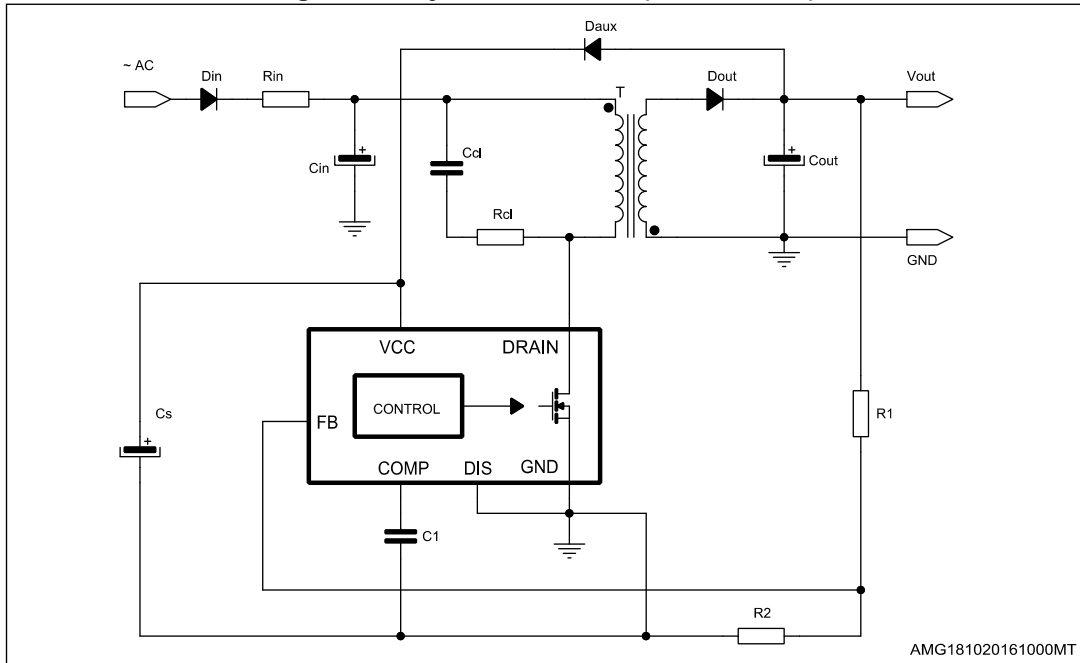 Daux
~ AC
Din
Rin
T
Dout
Vout
Cin
+
Ccl
+
Cout
Rcl
GND
VCC
DRAIN
CONTROL
FB
Cs
+
R1
COMP
DIS
GND
C1
R2
AMG181020161000MT